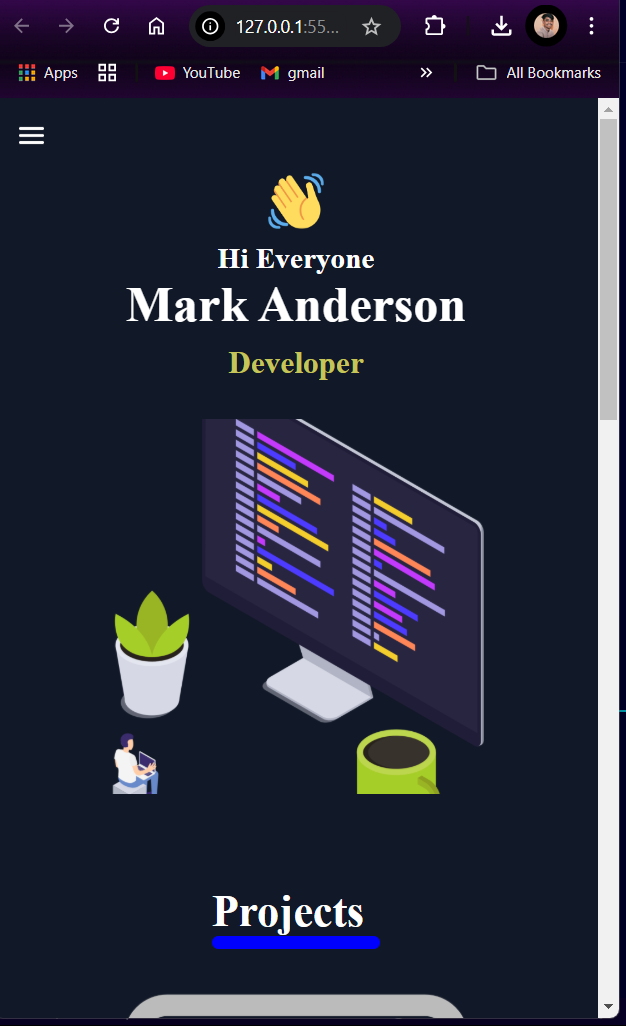 127.0.0.1:55...
Apps
YouTube
gmail
All Bookmarks
Hi Everyone
Mark Anderson
Developer
Projects